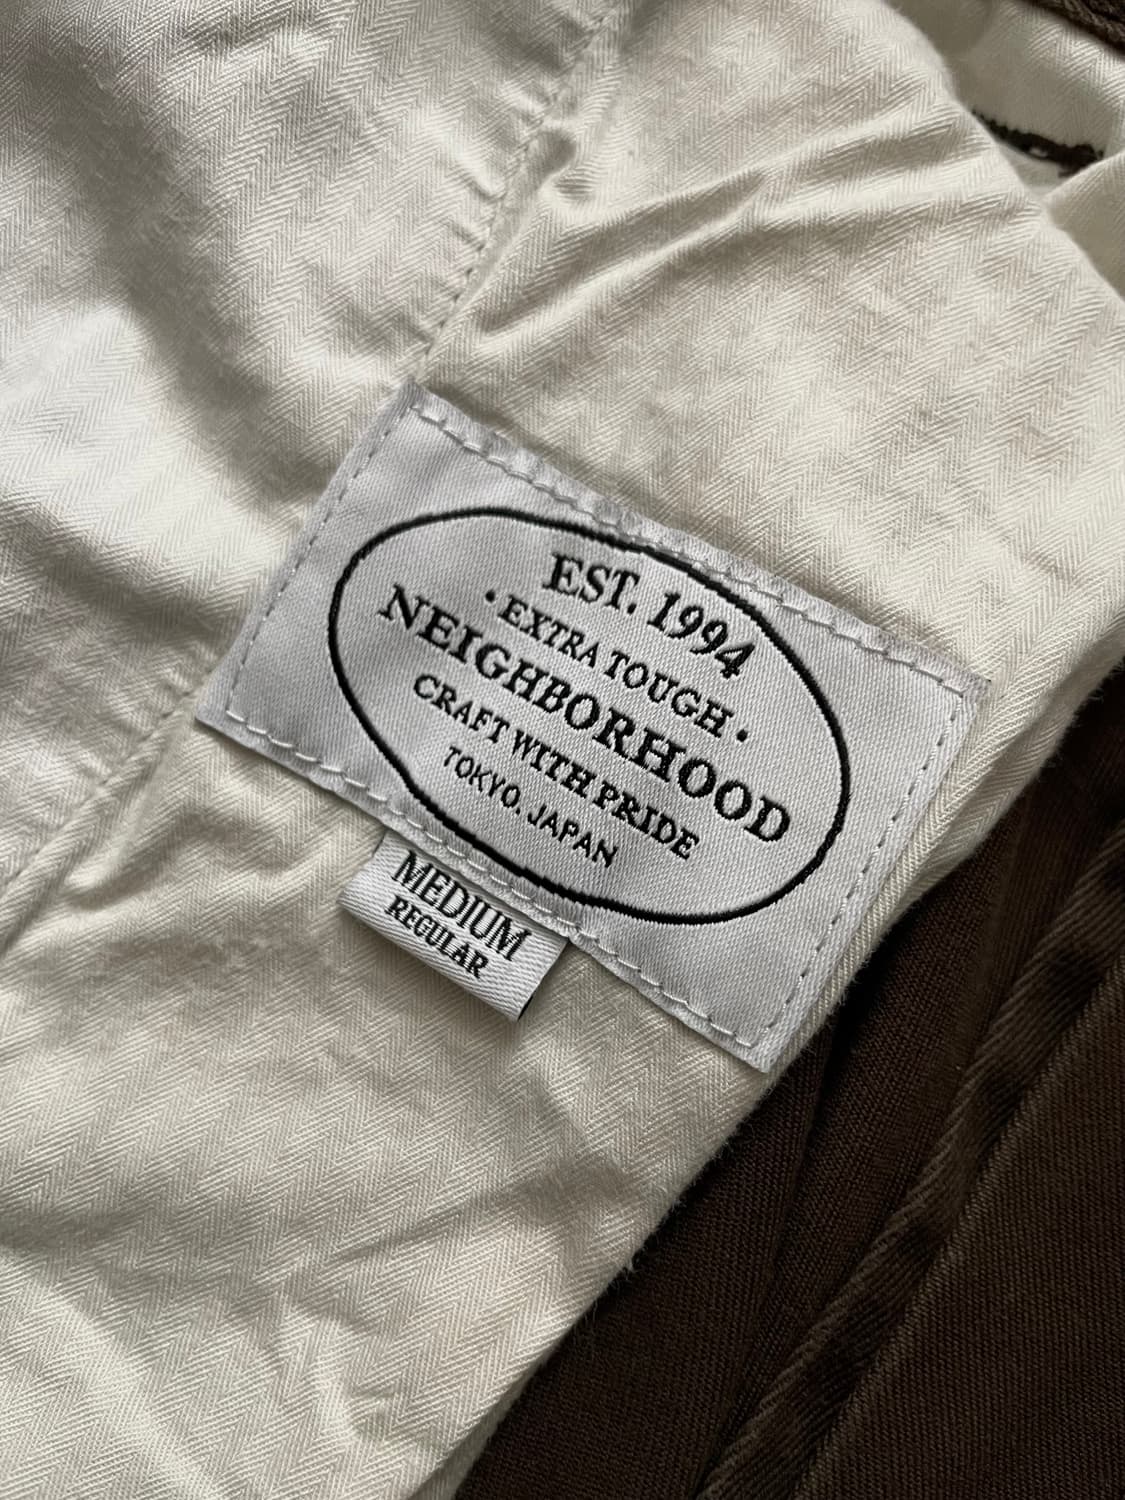 EST. 1994
· EXTRA TOUGH ·
NEIGHBORHOOD
CRAFT WITH PRIDE
TOKYO, JAPAN
MEDIUM
REGULAR